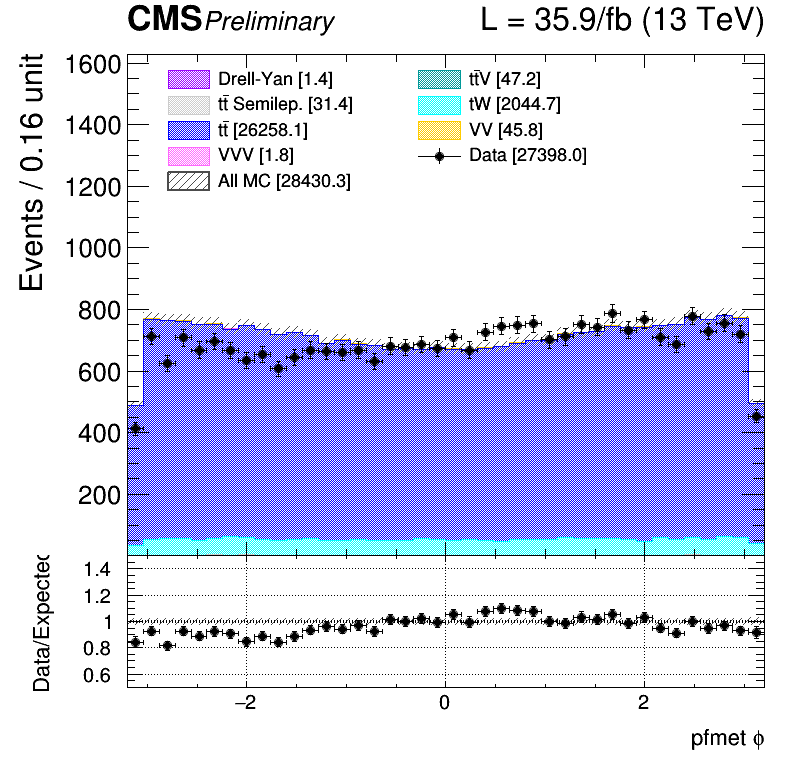 CMS Preliminary L = 35.9/fb (13 TeV)
Events / 0.16 unit
1600
1400
1200
1000
800
600
400
200
Drell-Yan [1.4]
tt̄ Semilep. [31.4]
tt̄ [26258.1]
VVV [1.8]
All MC [28430.3]
tt̄V [47.2]
tW [2044.7]
VV [45.8]
Data [27398.0]
Data/Expected
1.4
1.2
1
0.8
0.6
−2 0 2
pfmet ϕ